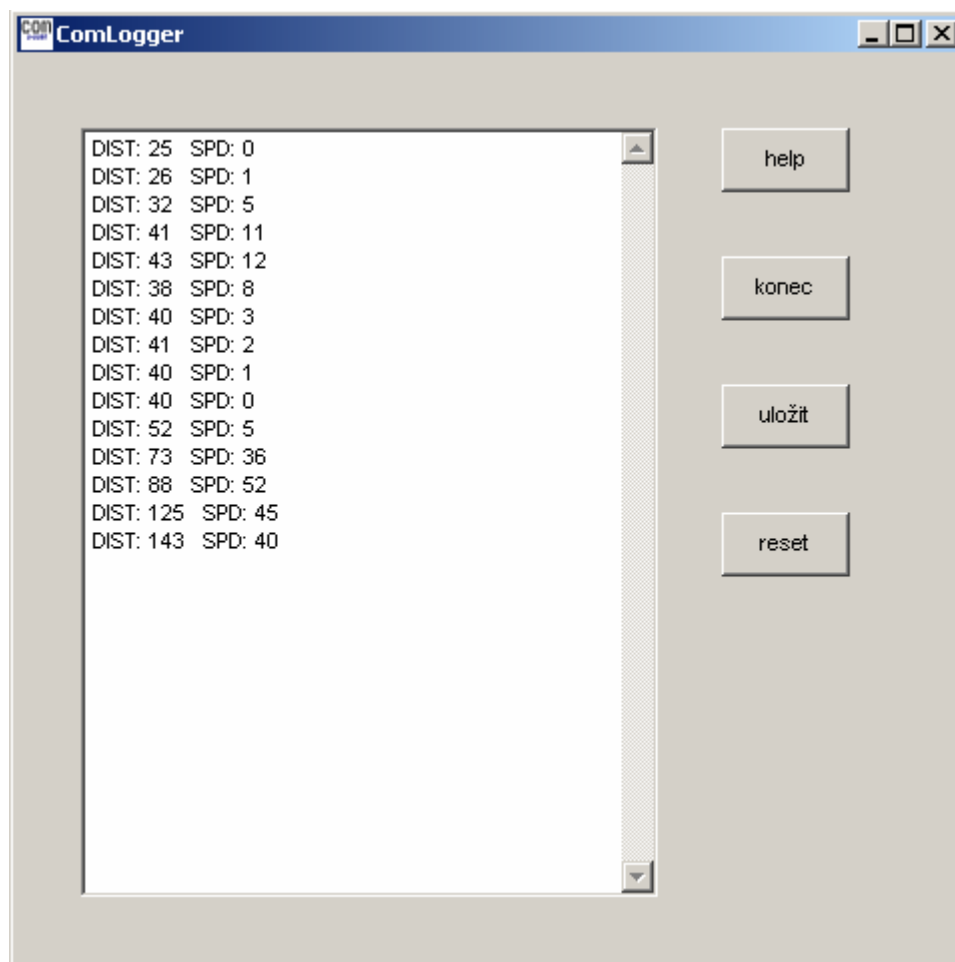 ComLogger
DIST: 25 SPD: 0
DIST: 26 SPD: 1
DIST: 32 SPD: 5
DIST: 41 SPD: 11
DIST: 43 SPD: 12
DIST: 38 SPD: 8
DIST: 40 SPD: 3
DIST: 41 SPD: 2
DIST: 40 SPD: 1
DIST: 40 SPD: 0
DIST: 52 SPD: 5
DIST: 73 SPD: 36
DIST: 88 SPD: 52
DIST: 125 SPD: 45
DIST: 143 SPD: 40
help
konec
uložit
reset